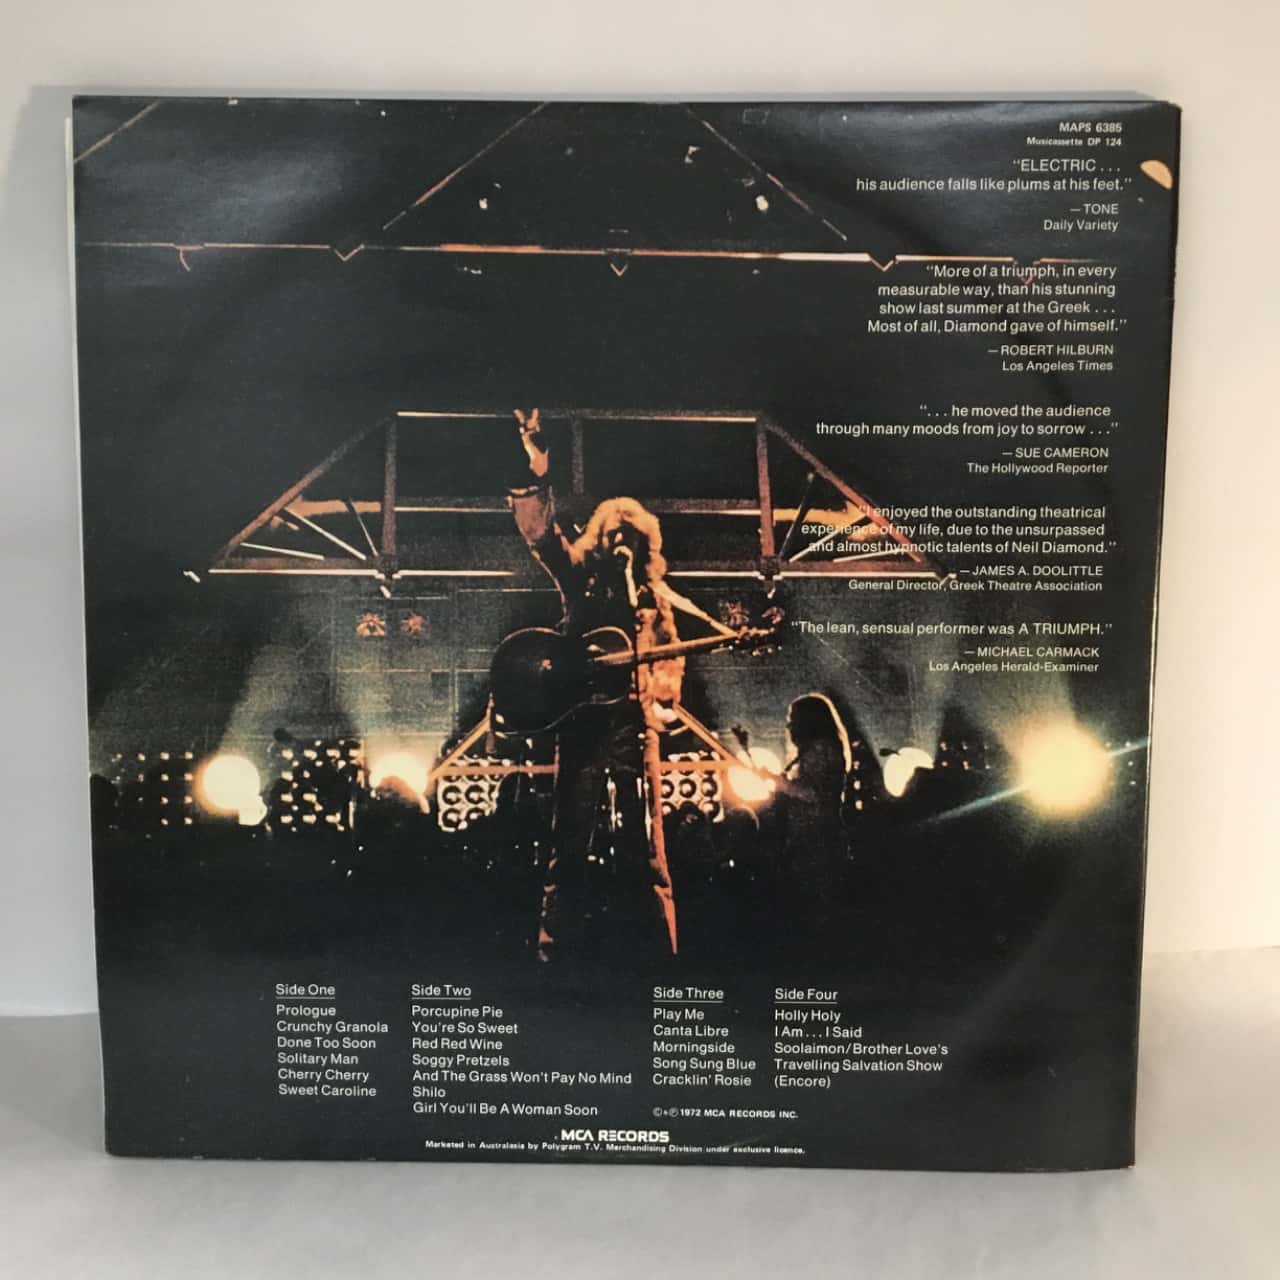 MAPS 6385
Musicassette DP 124
"ELECTRIC . . .
his audience falls like plums at his feet."
— TONE
Daily Variety
"More of a triumph, in every
measurable way, than his stunning
show last summer at the Greek . . .
Most of all, Diamond gave of himself."
— ROBERT HILBURN
Los Angeles Times
". . . he moved the audience
through many moods from joy to sorrow . . ."
— SUE CAMERON
The Hollywood Reporter
"I enjoyed the outstanding theatrical
experience of my life, due to the unsurpassed
and almost hypnotic talents of Neil Diamond."
— JAMES A. DOOLITTLE
General Director, Greek Theatre Association
"The lean, sensual performer was A TRIUMPH."
— MICHAEL CARMACK
Los Angeles Herald-Examiner
Side One
Prologue
Crunchy Granola
Done Too Soon
Solitary Man
Cherry Cherry
Sweet Caroline
Side Two
Porcupine Pie
You're So Sweet
Red Red Wine
Soggy Pretzels
And The Grass Won't Pay No Mind
Shilo
Girl You'll Be A Woman Soon
Side Three
Play Me
Canta Libre
Morningside
Song Sung Blue
Cracklin' Rosie
Side Four
Holly Holy
I Am . . . I Said
Soolaimon/Brother Love's
Travelling Salvation Show
(Encore)
©&℗ 1972 MCA RECORDS INC.
MCA RECORDS
Marketed in Australasia by Polygram T.V. Merchandising Division under exclusive licence.